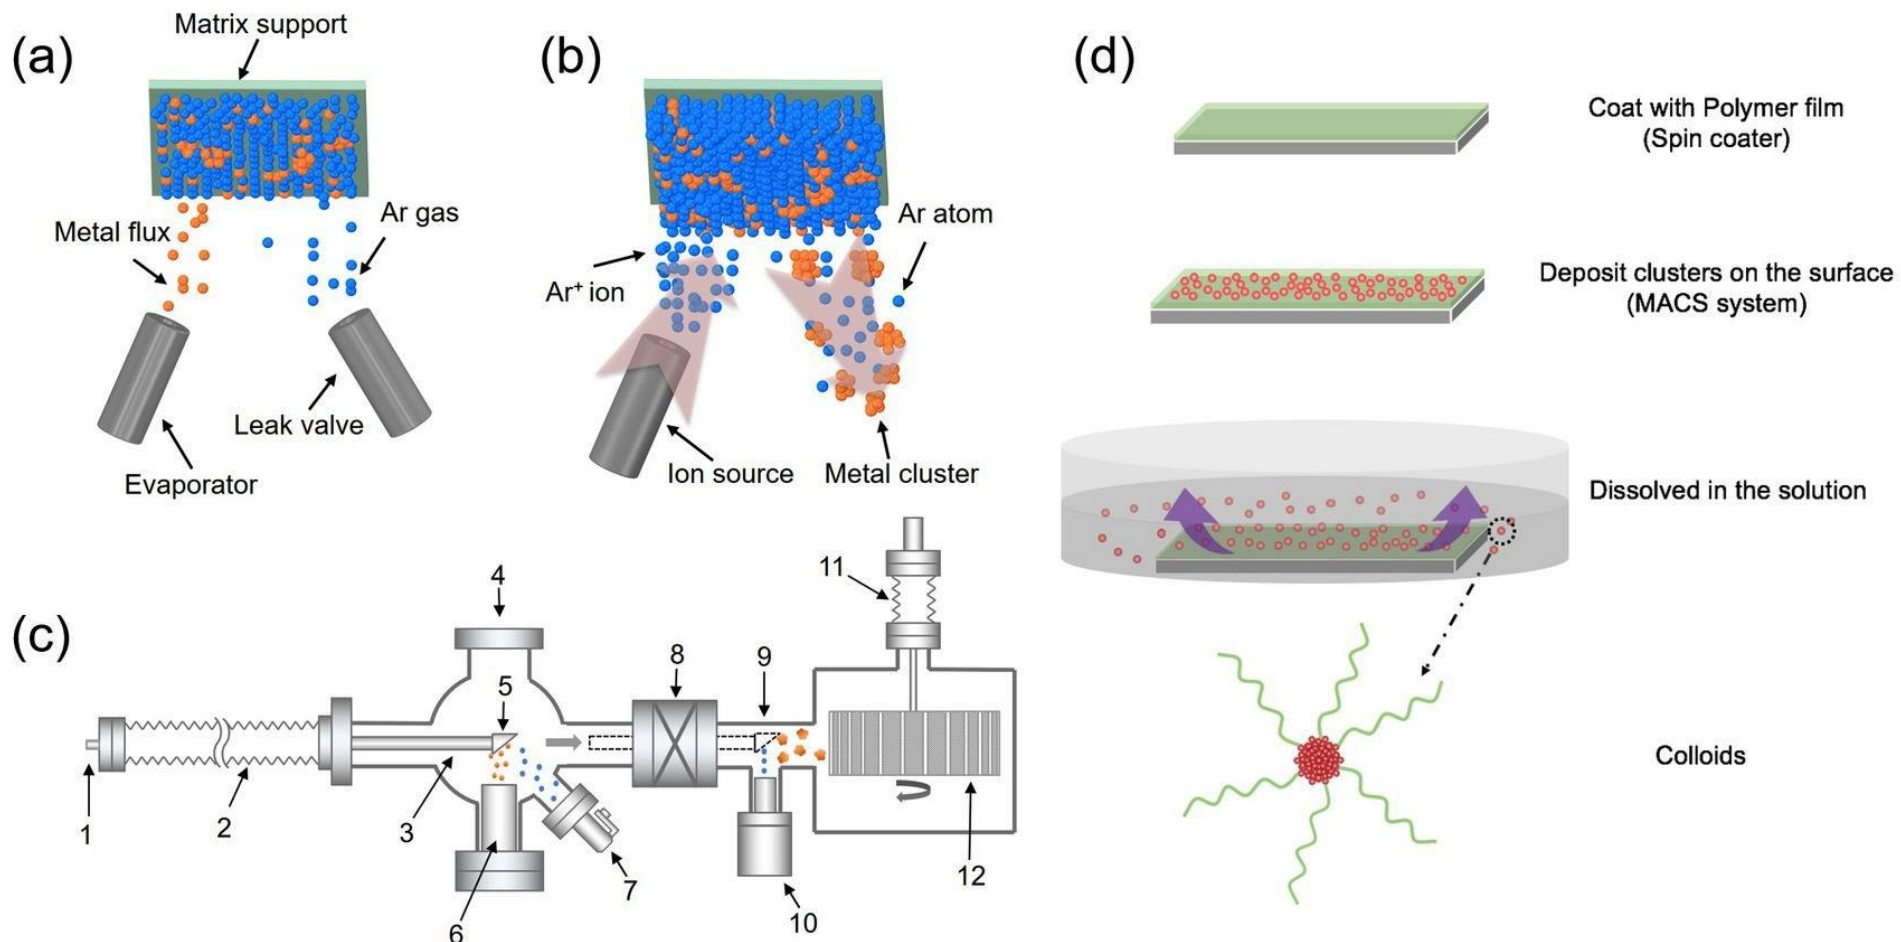 (a)
Matrix support
Metal flux
Ar gas
Leak valve
Evaporator
(b)
Ar atom
Ar⁺ ion
Ion source
Metal cluster
(c)
1
2
3
4
5
6
7
8
9
10
11
12
(d)
Coat with Polymer film
(Spin coater)
Deposit clusters on the surface
(MACS system)
Dissolved in the solution
Colloids